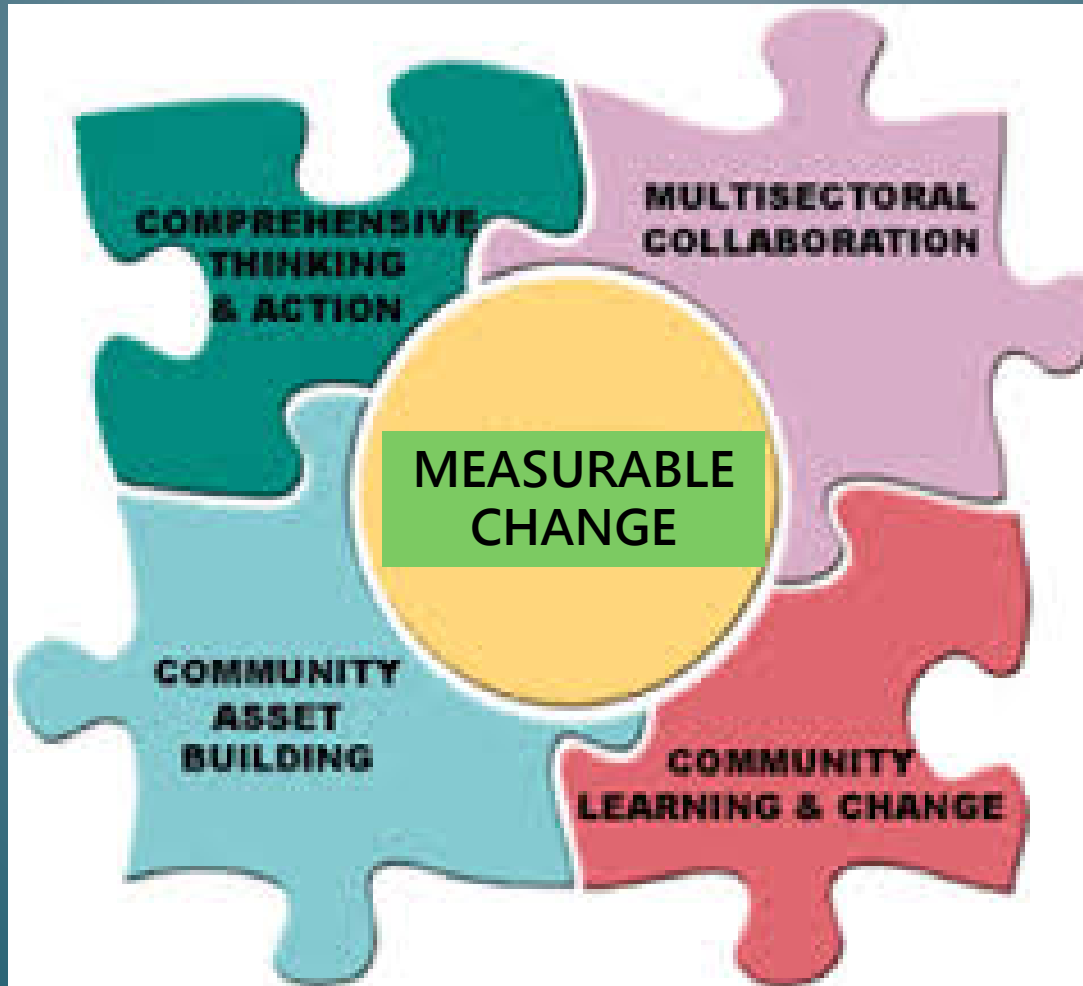 COMPREHENSIVE
THINKING
& ACTION
MULTISECTORAL
COLLABORATION
MEASURABLE
CHANGE
COMMUNITY
ASSET
BUILDING
COMMUNITY
LEARNING & CHANGE